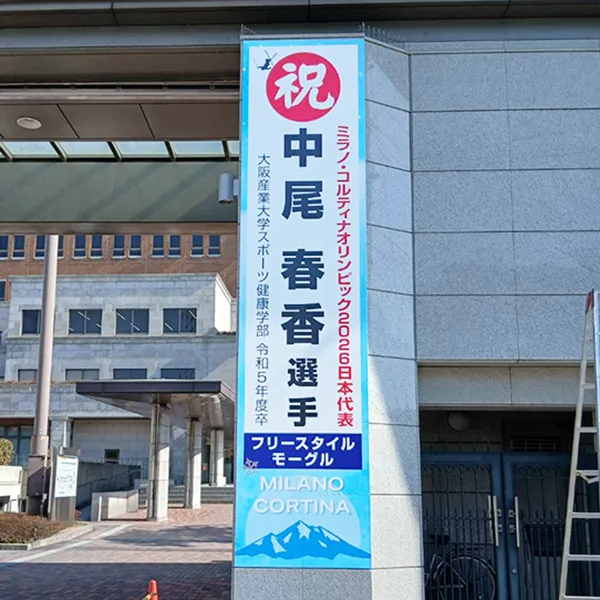 祝
ミラノ・コルティナオリンピック2026日本代表
中尾 春香選手
大阪産業大学スポーツ健康学部 令和5年度卒
フリースタイル
モーグル
MILANO
CORTINA